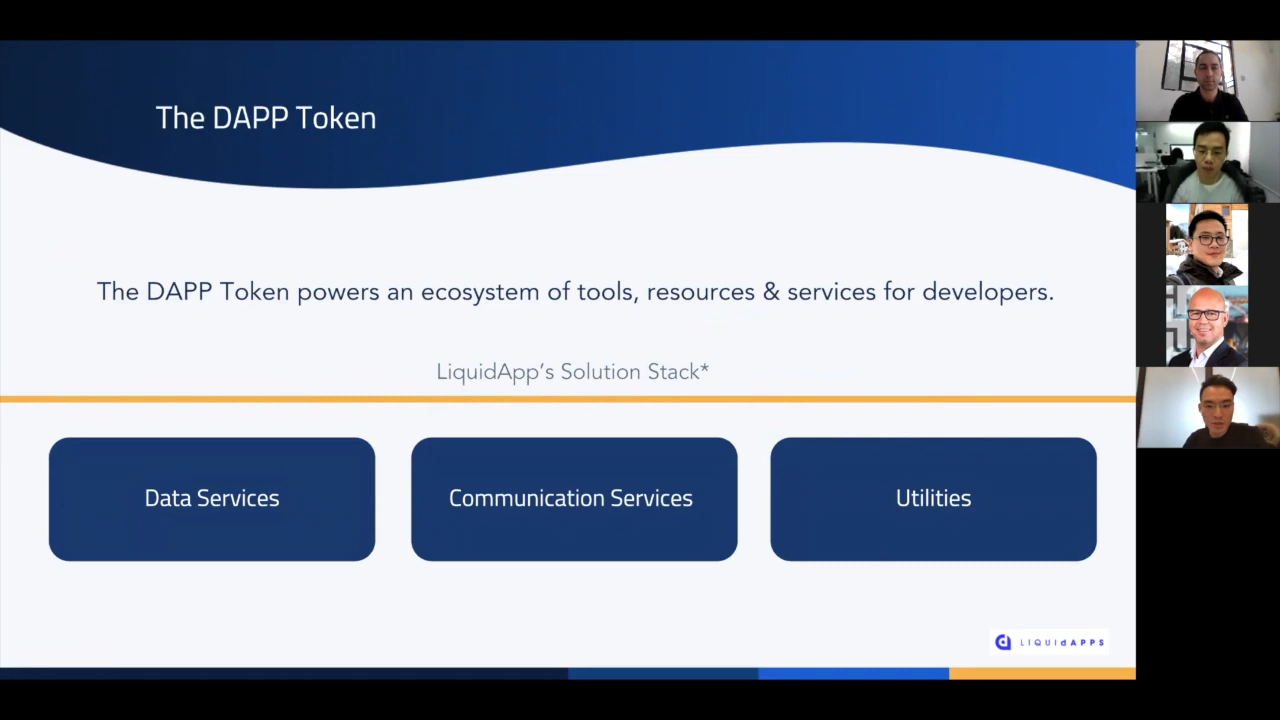 The DAPP Token
The DAPP Token powers an ecosystem of tools, resources & services for developers.
LiquidApp's Solution Stack*
Data Services
Communication Services
Utilities
LIQUIdAPPS